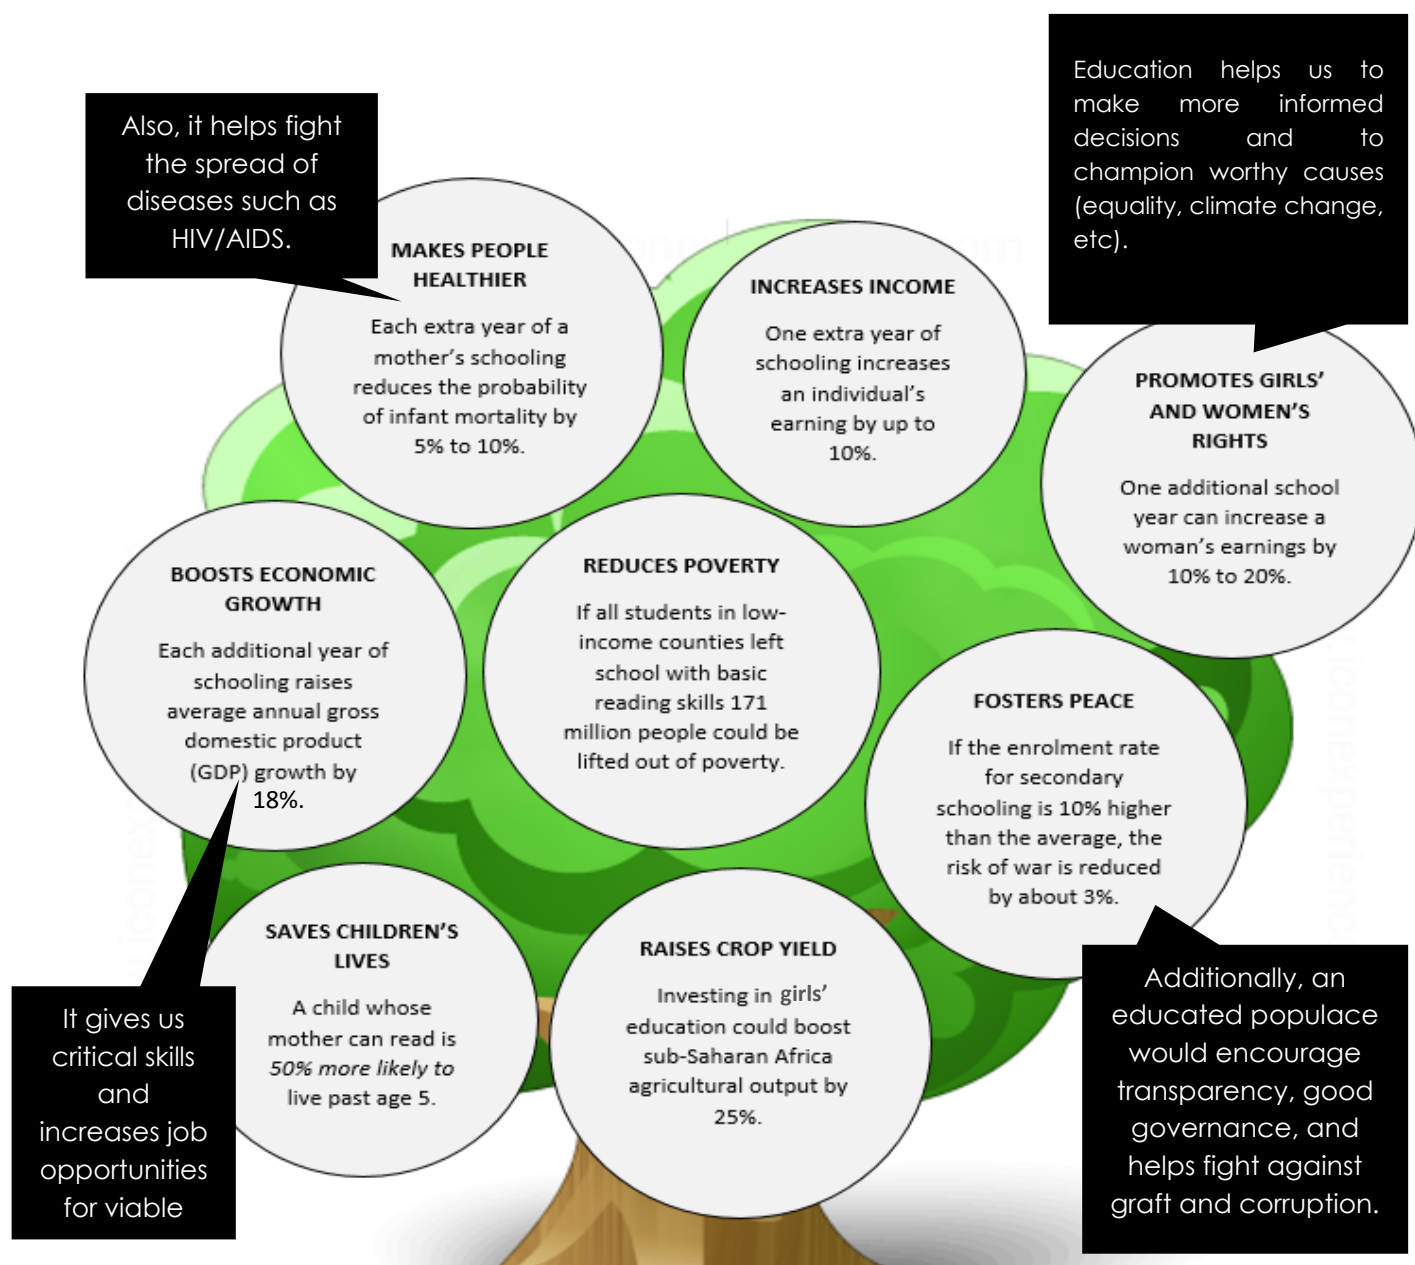 Also, it helps fight
the spread of
diseases such as
HIV/AIDS.
Education helps us to
make more informed
decisions and to
champion worthy causes
(equality, climate change,
etc).
MAKES PEOPLE
HEALTHIER
Each extra year of a
mother's schooling
reduces the probability
of infant mortality by
5% to 10%.
INCREASES INCOME
One extra year of
schooling increases
an individual's
earning by up to
10%.
PROMOTES GIRLS'
AND WOMEN'S
RIGHTS
One additional school
year can increase a
woman's earnings by
10% to 20%.
BOOSTS ECONOMIC
GROWTH
Each additional year of
schooling raises
average annual gross
domestic product
(GDP) growth by
18%.
REDUCES POVERTY
If all students in low-
income counties left
school with basic
reading skills 171
million people could be
lifted out of poverty.
FOSTERS PEACE
If the enrolment rate
for secondary
schooling is 10% higher
than the average, the
risk of war is reduced
by about 3%.
SAVES CHILDREN'S
LIVES
A child whose
mother can read is
50% more likely to
live past age 5.
RAISES CROP YIELD
Investing in girls'
education could boost
sub-Saharan Africa
agricultural output by
25%.
It gives us
critical skills
and
increases job
opportunities
for viable
Additionally, an
educated populace
would encourage
transparency, good
governance, and
helps fight against
graft and corruption.